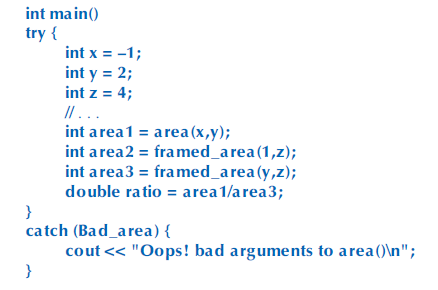 int main()
try {
int x = –1;
int y = 2;
int z = 4;
// . . .
int area1 = area(x,y);
int area2 = framed_area(1,z);
int area3 = framed_area(y,z);
double ratio = area1/area3;
}
catch (Bad_area) {
cout << "Oops! bad arguments to area()\n";
}